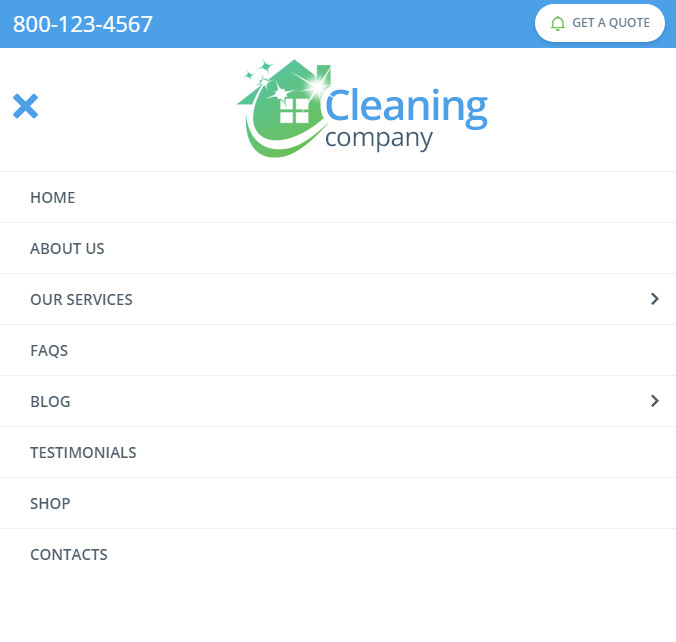 800-123-4567
GET A QUOTE
Cleaning
company
HOME
ABOUT US
OUR SERVICES
FAQS
BLOG
TESTIMONIALS
SHOP
CONTACTS